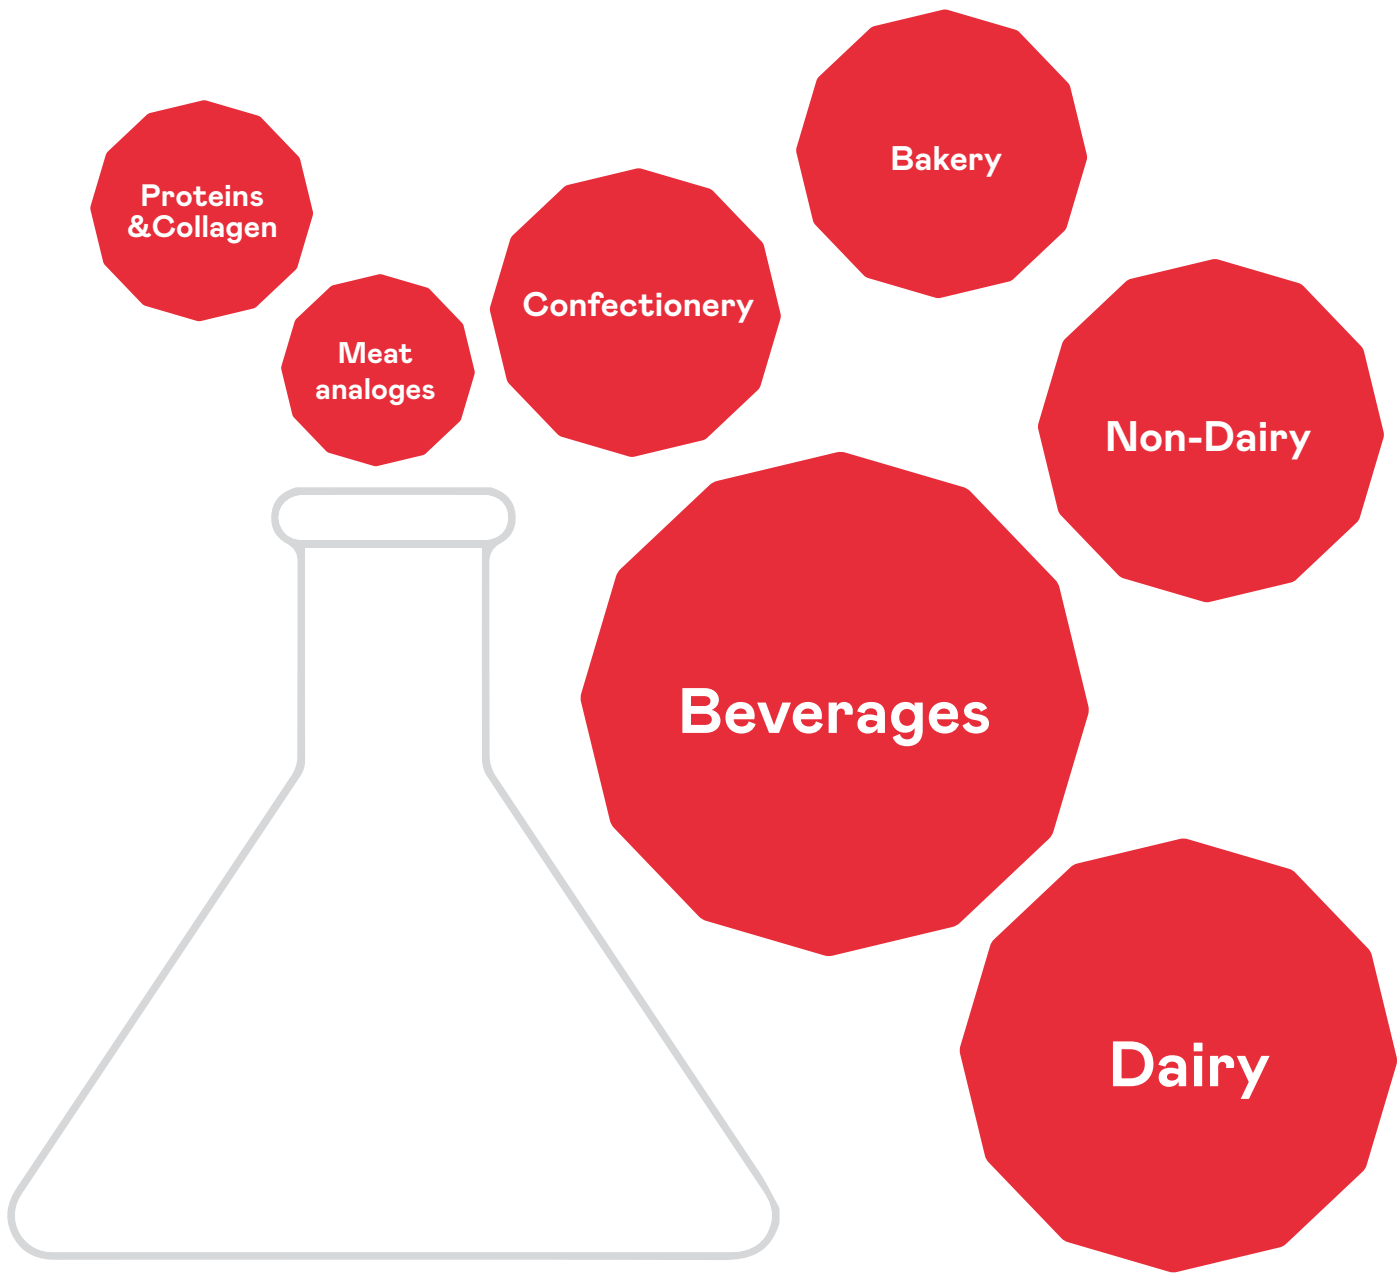 Bakery
Proteins
&Collagen
Confectionery
Meat
analoges
Non-Dairy
Beverages
Dairy